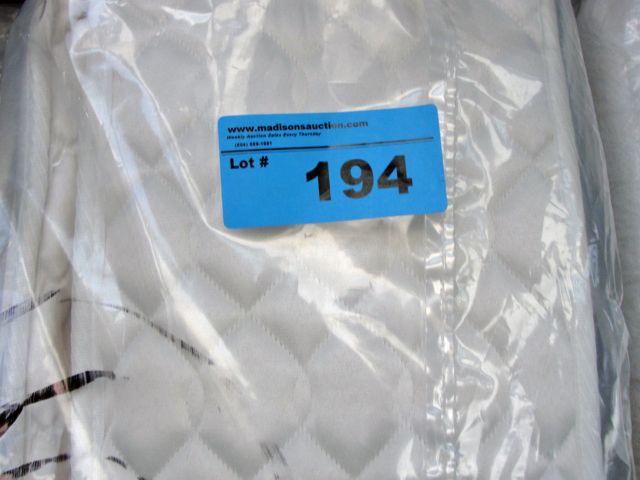 www.madisonsauction.com
Weekly Auction Sales Every Thursday
Lot # 194